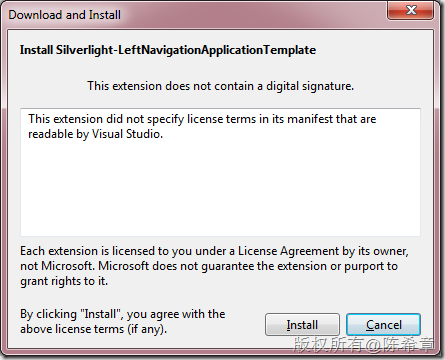 Download and Install
Install Silverlight-LeftNavigationApplicationTemplate
This extension does not contain a digital signature.
This extension did not specify license terms in its manifest that are
readable by Visual Studio.
Each extension is licensed to you under a License Agreement by its owner,
not Microsoft. Microsoft does not guarantee the extension or purport to
grant rights to it.
By clicking "Install", you agree with the
above license terms (if any).
Install
Cancel
版权所有@陈希章